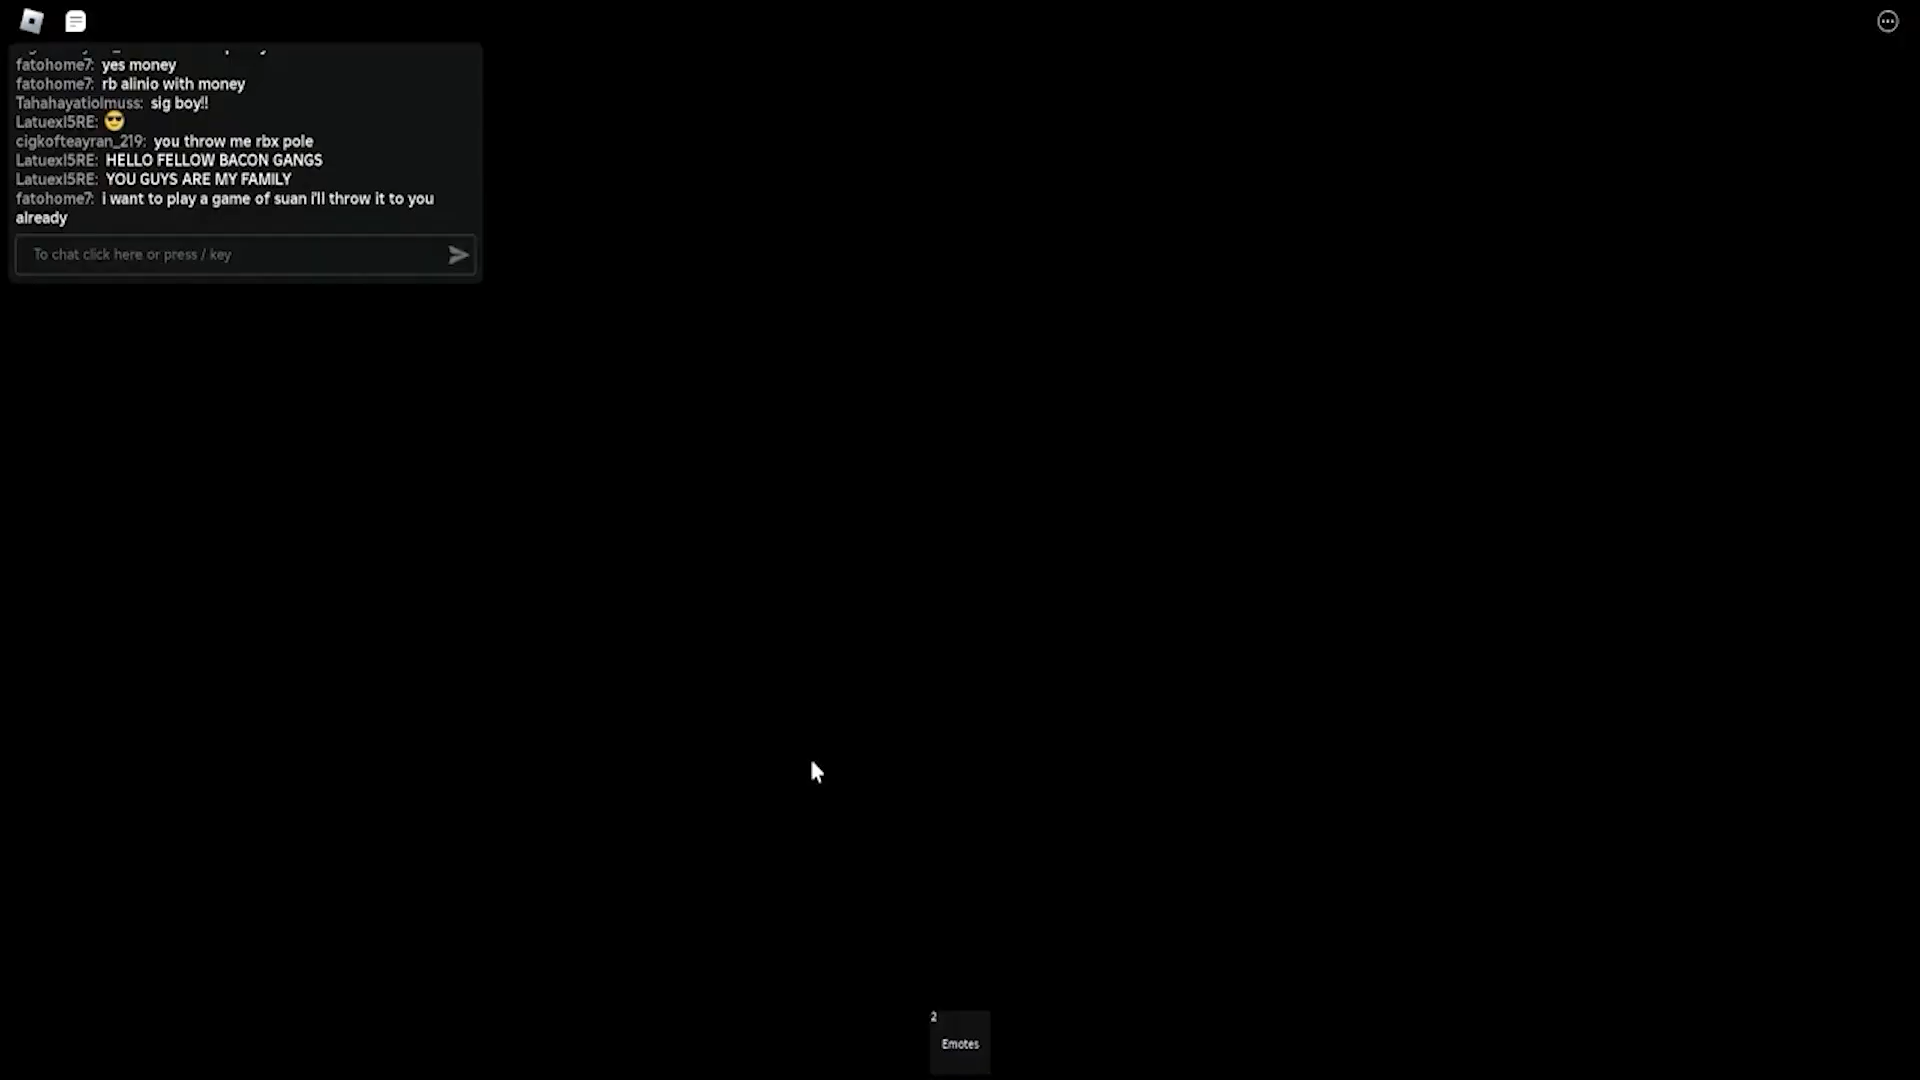 fatohome7: yes money
fatohome7: rb alinio with money
Tahahayatiolmuss: sig boy!!
Latuexl5RE: 😎
cigkofteayran_219: you throw me rbx pole
Latuexl5RE: HELLO FELLOW BACON GANGS
Latuexl5RE: YOU GUYS ARE MY FAMILY
fatohome7: i want to play a game of suan i'll throw it to you
already
To chat click here or press / key
2
Emotes